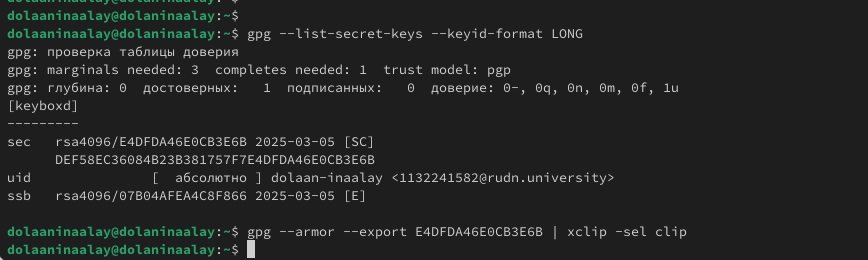 dolaaninaalay@dolaninaalay:~$
dolaaninaalay@dolaninaalay:~$
dolaaninaalay@dolaninaalay:~$ gpg --list-secret-keys --keyid-format LONG
gpg: проверка таблицы доверия
gpg: marginals needed: 3  completes needed: 1  trust model: pgp
gpg: глубина: 0  достоверных:   1  подписанных:   0  доверие: 0-, 0q, 0n, 0m, 0f, 1u
[keyboxd]
---------
sec   rsa4096/E4DFDA46E0CB3E6B 2025-03-05 [SC]
      DEF58EC36084B23B381757F7E4DFDA46E0CB3E6B
uid              [  абсолютно ] dolaan-inaalay <1132241582@rudn.university>
ssb   rsa4096/07B04AFEA4C8F866 2025-03-05 [E]
dolaaninaalay@dolaninaalay:~$ gpg --armor --export E4DFDA46E0CB3E6B | xclip -sel clip
dolaaninaalay@dolaninaalay:~$